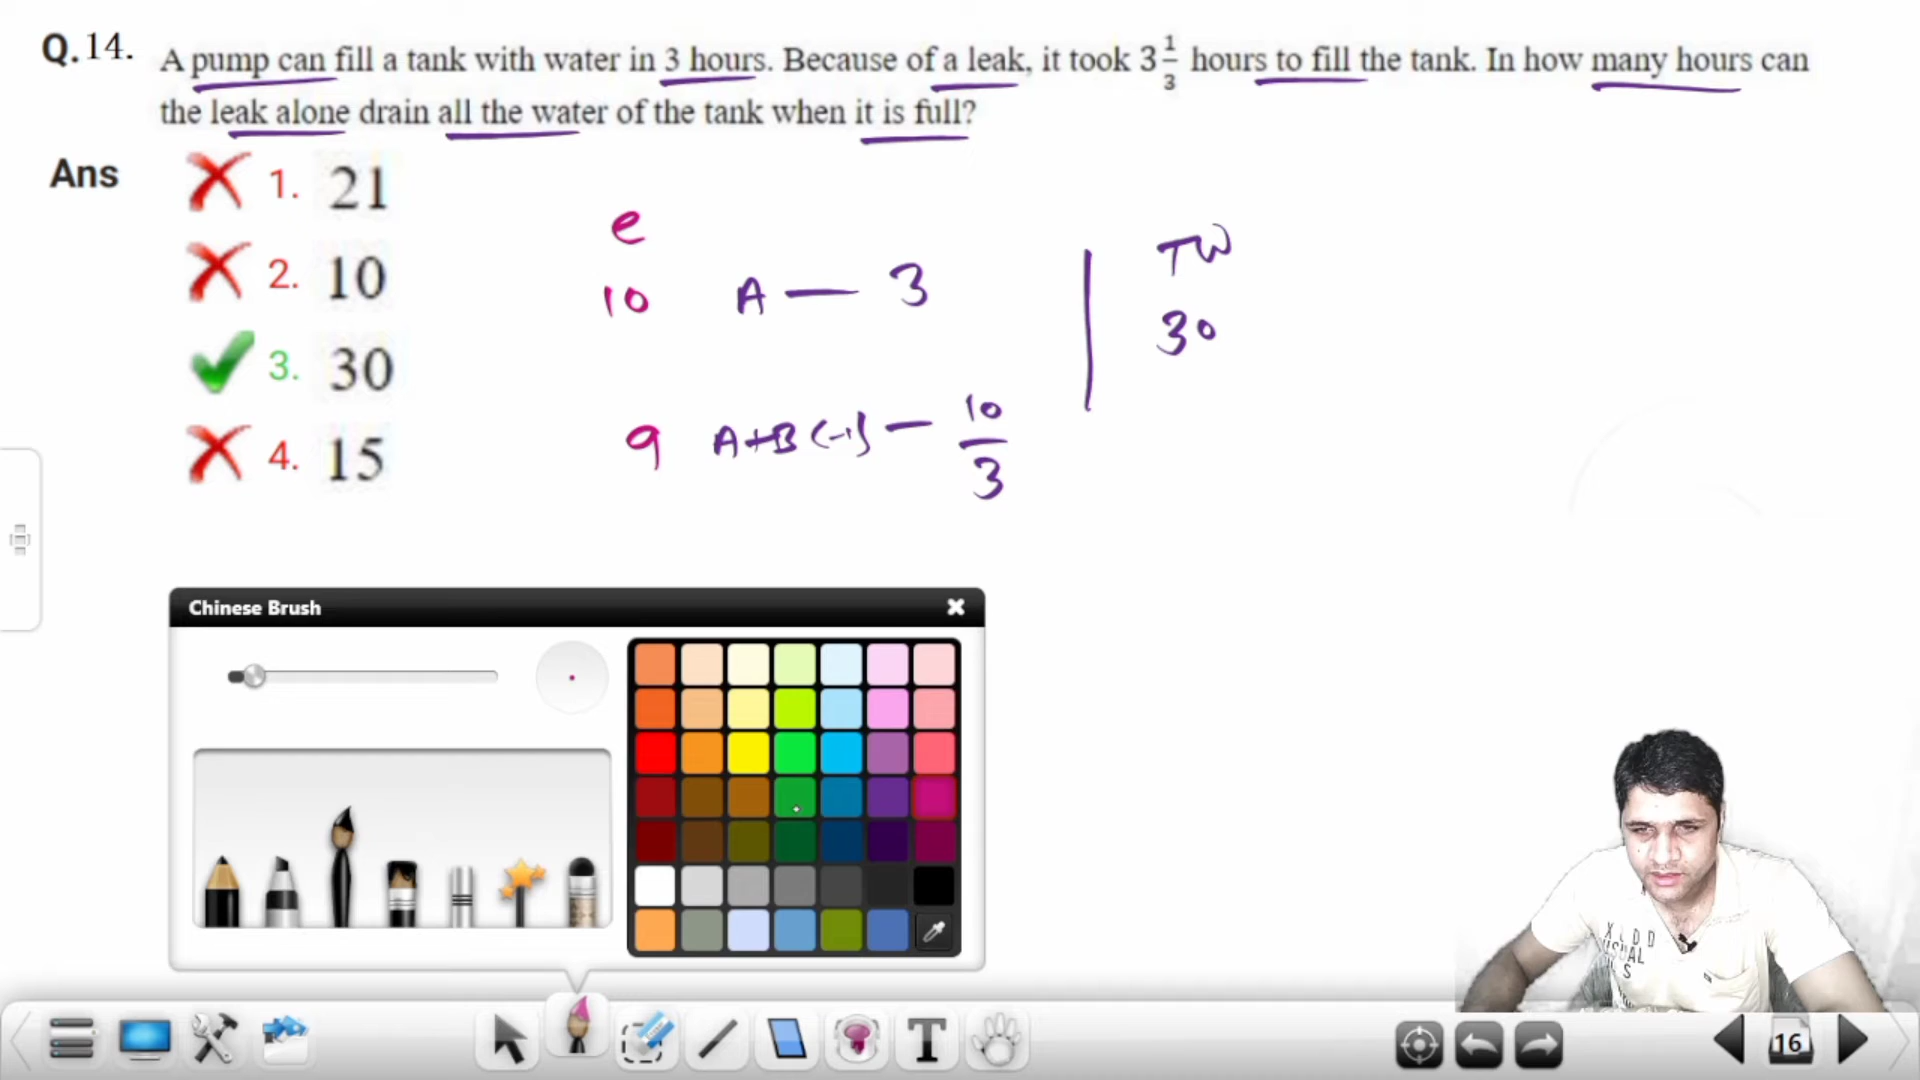 Q.14. A pump can fill a tank with water in 3 hours. Because of a leak, it took 3 1/3 hours to fill the tank. In how many hours can
the leak alone drain all the water of the tank when it is full?
Ans
1. 21
2. 10
3. 30
4. 15
e
10 A — 3
TW
30
9 A+B (-1) — 10/3
Chinese Brush
T
16